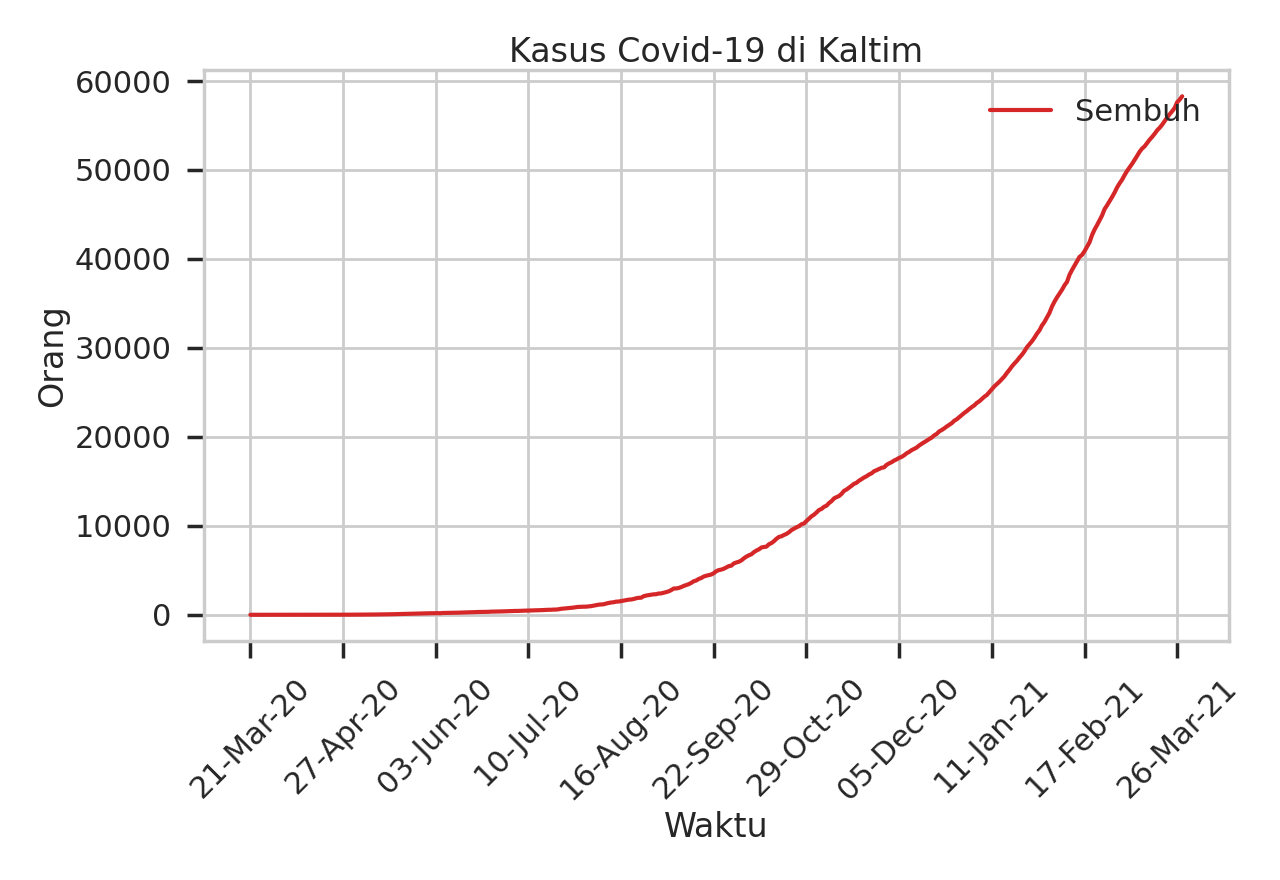 Kasus Covid-19 di Kaltim
Sembuh
Orang
60000
50000
40000
30000
20000
10000
0
21-Mar-20
27-Apr-20
03-Jun-20
10-Jul-20
16-Aug-20
22-Sep-20
29-Oct-20
05-Dec-20
11-Jan-21
17-Feb-21
26-Mar-21
Waktu